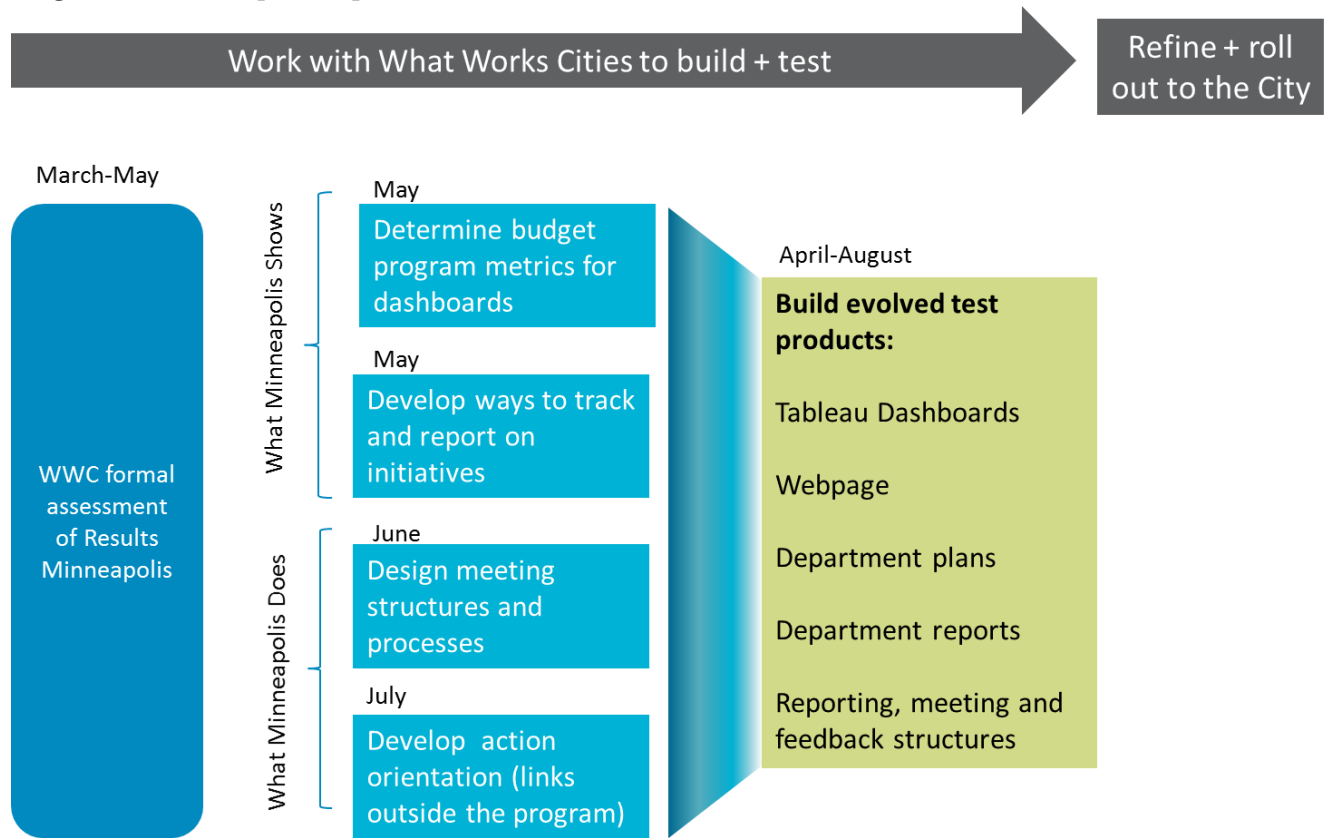 Work with What Works Cities to build + test
Refine + roll
out to the City
March-May
WWC formal
assessment
of Results
Minneapolis
What Minneapolis Shows
May
Determine budget
program metrics for
dashboards
May
Develop ways to track
and report on
initiatives
What Minneapolis Does
June
Design meeting
structures and
processes
July
Develop action
orientation (links
outside the program)
April-August
Build evolved test
products:
Tableau Dashboards
Webpage
Department plans
Department reports
Reporting, meeting and
feedback structures